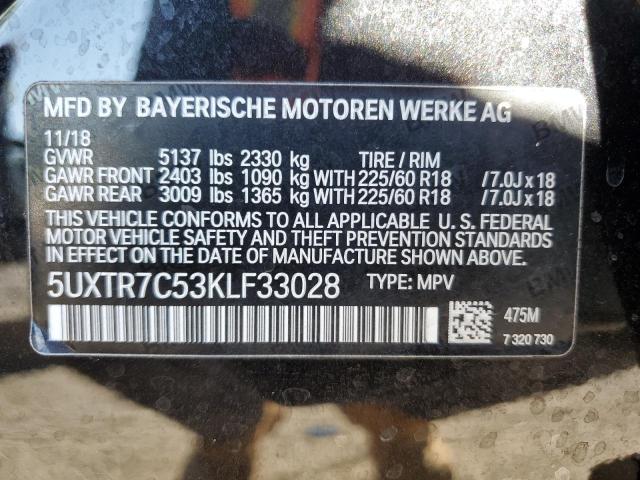 MFD BY BAYERISCHE MOTOREN WERKE AG
11/18
GVWR 5137 lbs 2330 kg TIRE / RIM
GAWR FRONT 2403 lbs 1090 kg WITH 225/60 R18 /7.0J x 18
GAWR REAR 3009 lbs 1365 kg WITH 225/60 R18 /7.0J x 18
THIS VEHICLE CONFORMS TO ALL APPLICABLE U. S. FEDERAL
MOTOR VEHICLE SAFETY AND THEFT PREVENTION STANDARDS
IN EFFECT ON THE DATE OF MANUFACTURE SHOWN ABOVE.
5UXTR7C53KLF33028 TYPE: MPV
475M
7 320 730